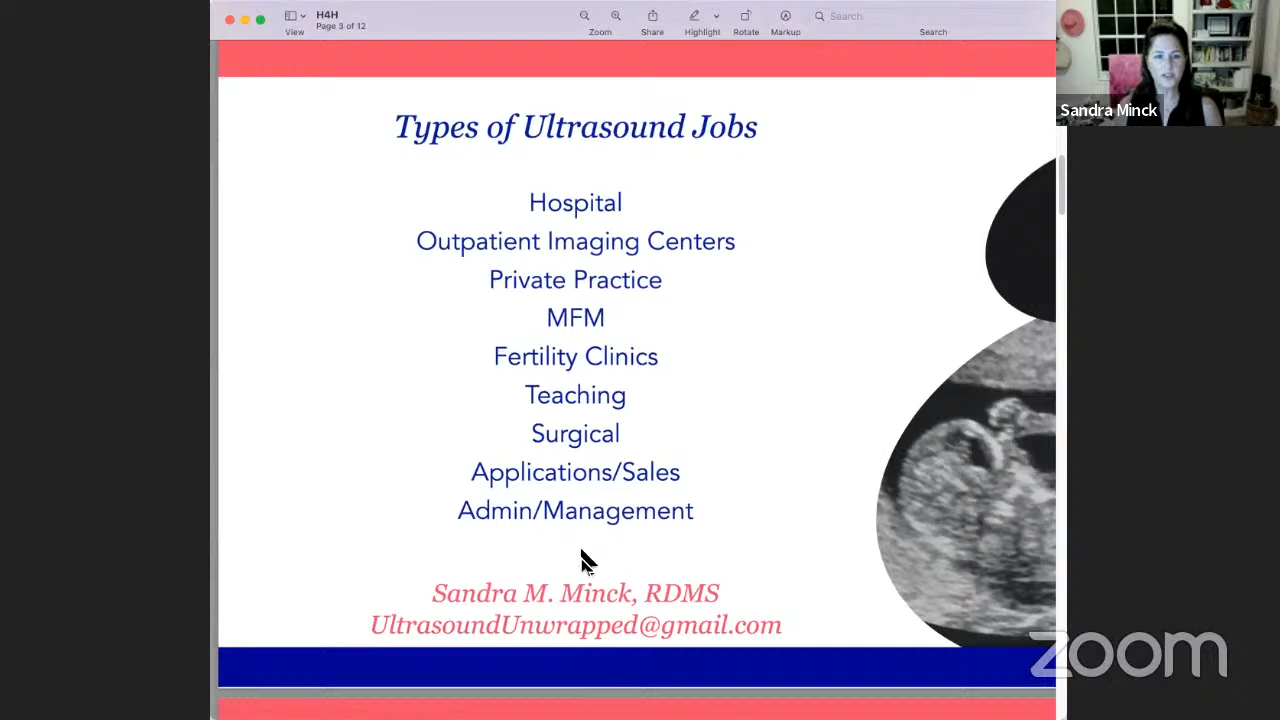 H4H
Page 3 of 12
View
Zoom
Share
Highlight
Rotate
Markup
Search
Search
Sandra Minck
Types of Ultrasound Jobs
Hospital
Outpatient Imaging Centers
Private Practice
MFM
Fertility Clinics
Teaching
Surgical
Applications/Sales
Admin/Management
Sandra M. Minck, RDMS
UltrasoundUnwrapped@gmail.com
zoom